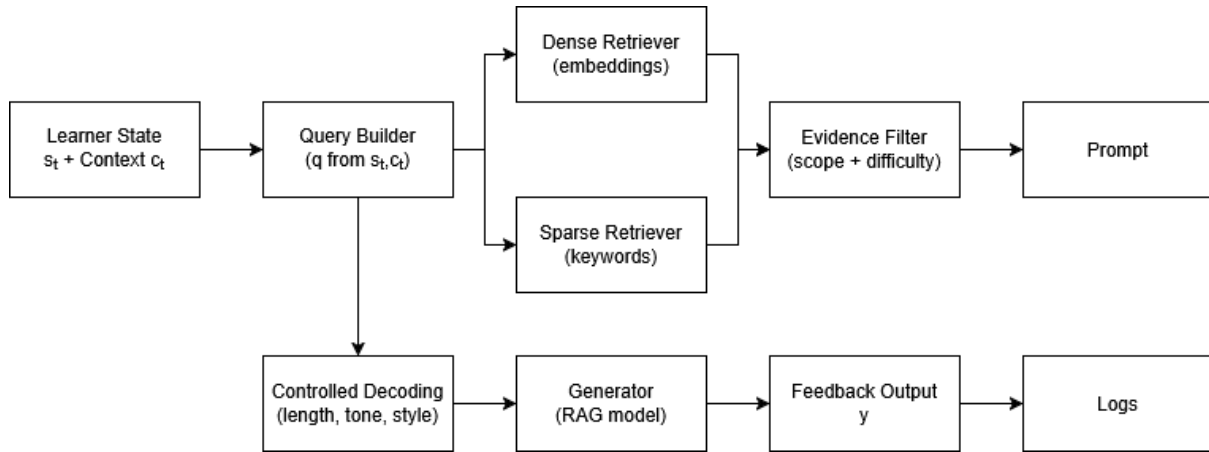 Dense Retriever
(embeddings)
Learner State
sₜ + Context cₜ
Query Builder
(q from sₜ,cₜ)
Evidence Filter
(scope + difficulty)
Prompt
Sparse Retriever
(keywords)
Controlled Decoding
(length, tone, style)
Generator
(RAG model)
Feedback Output
y
Logs